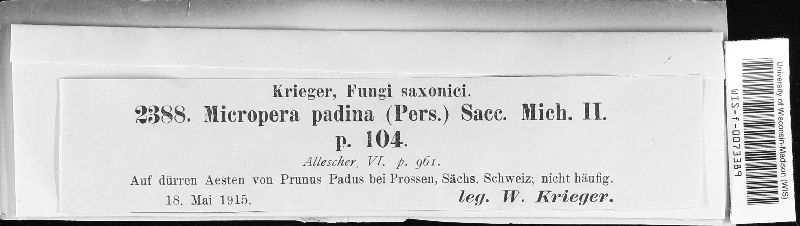 Krieger, Fungi saxonici.
2388. Micropera padina (Pers.) Sacc. Mich. II.
p. 104.
Allescher, VI. p. 961.
Auf dürren Aesten von Prunus Padus bei Prossen, Sächs. Schweiz; nicht häufig.
18. Mai 1915.
leg. W. Krieger.
WIS-f-0073389
University of Wisconsin-Madison (WIS)